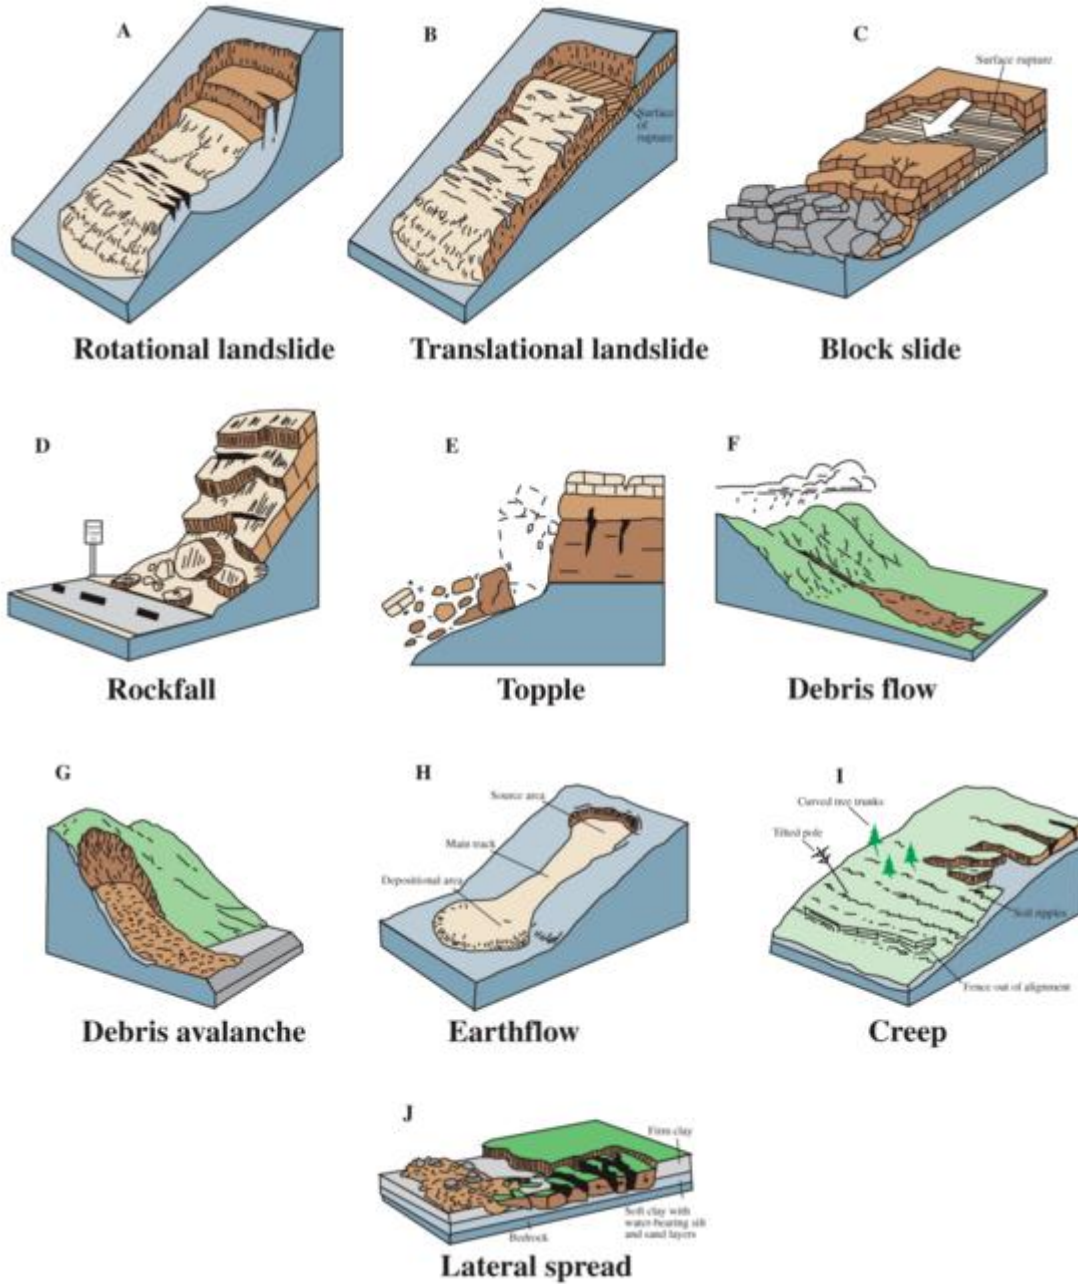 A
B
C
Surface rupture
Surface
of
rupture
Rotational landslide
Translational landslide
Block slide
D
E
F
Rockfall
Topple
Debris flow
G
H
I
Source area
Main track
Depositional area
Curved tree trunks
Tilted pole
Soil ripples
Fence out of alignment
Debris avalanche
Earthflow
Creep
J
Firm clay
Soft clay with
water-bearing silt
and sand layers
Bedrock
Lateral spread